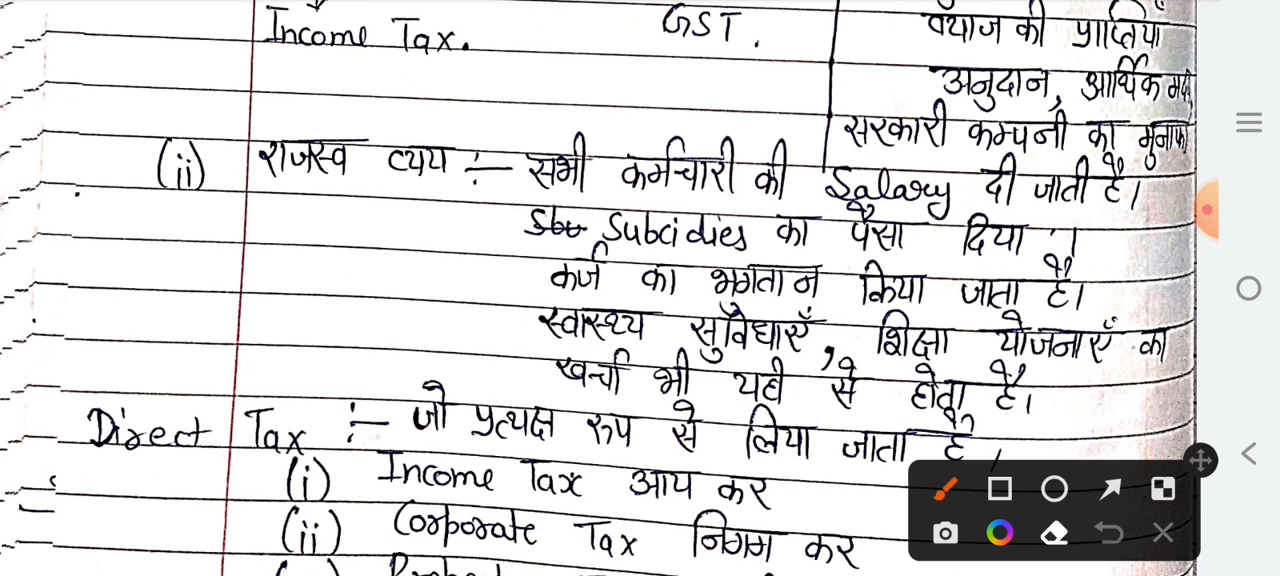 Income Tax. GST. ब्याज की प्राप्तियाँ
अनुदान, आर्थिक मदद,
सरकारी कम्पनी का मुनाफा
(ii) राजस्व व्यय :- सभी कर्मचारी की Salary दी जाती है।
Subcidies का पैसा दिया ।
कर्ज का भुगतान किया जाता है।
स्वास्थ्य सुविधाएँ, शिक्षा योजनाएँ का
खर्चा भी यही से होता है।
Direct Tax :- जो प्रत्यक्ष रूप से लिया जाता है,
(i) Income Tax आय कर
(ii) Corporate Tax निगम कर